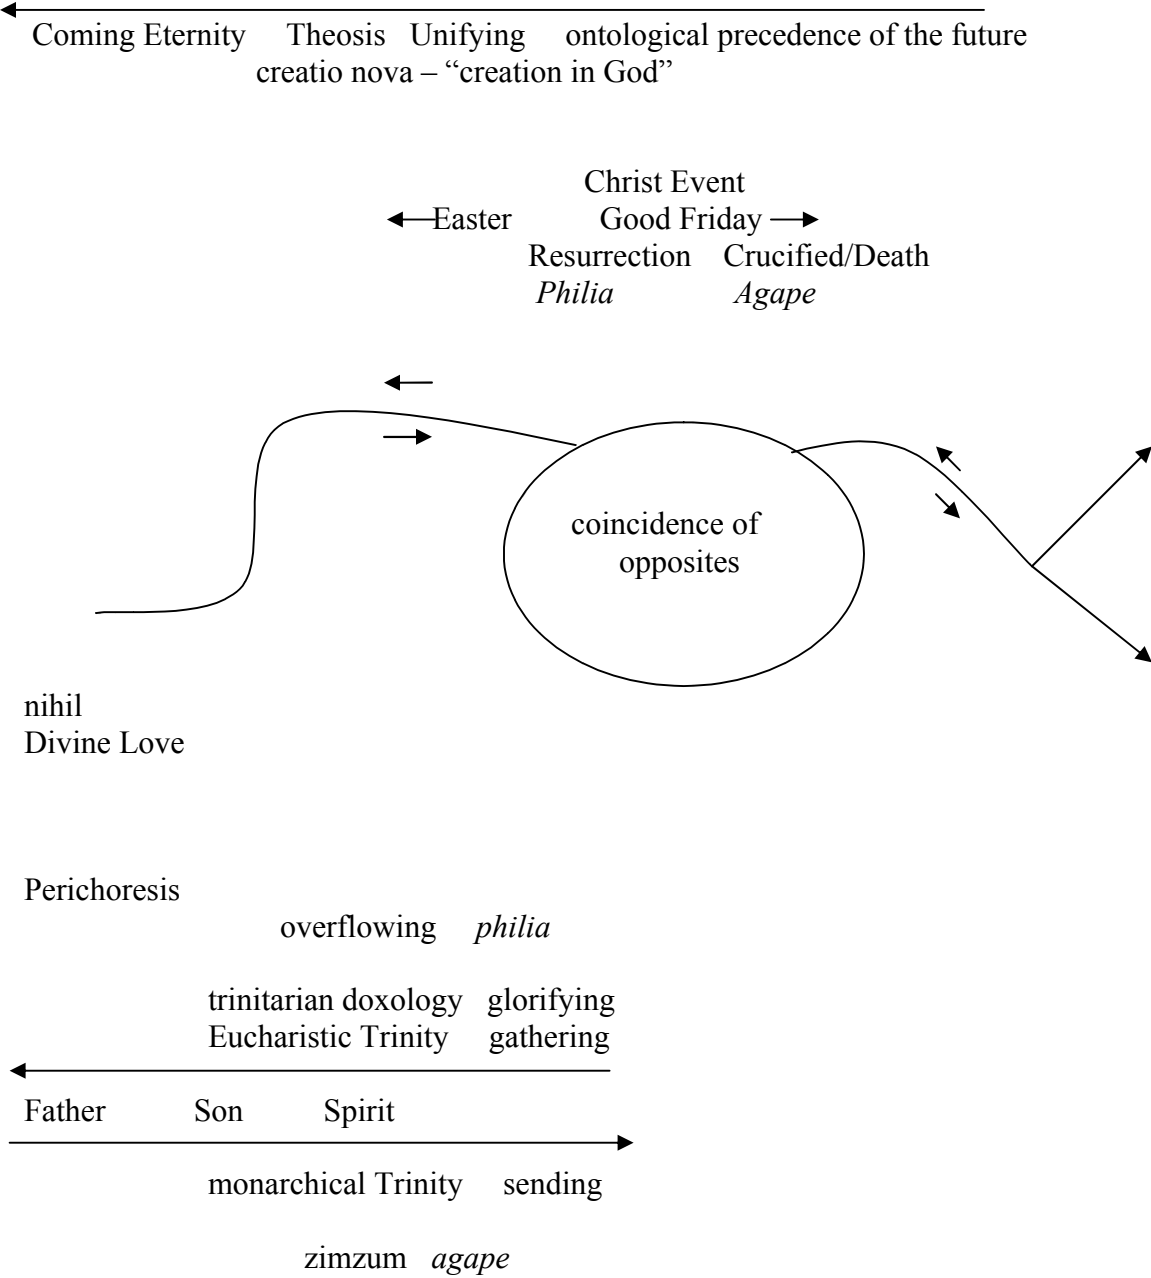 Coming Eternity Theosis Unifying ontological precedence of the future
creatio nova – “creation in God”
Christ Event
Easter Good Friday
Resurrection Crucified/Death
Philia Agape
coincidence of
opposites
nihil
Divine Love
Perichoresis
overflowing philia
trinitarian doxology glorifying
Eucharistic Trinity gathering
Father Son Spirit
monarchical Trinity sending
zimzum agape